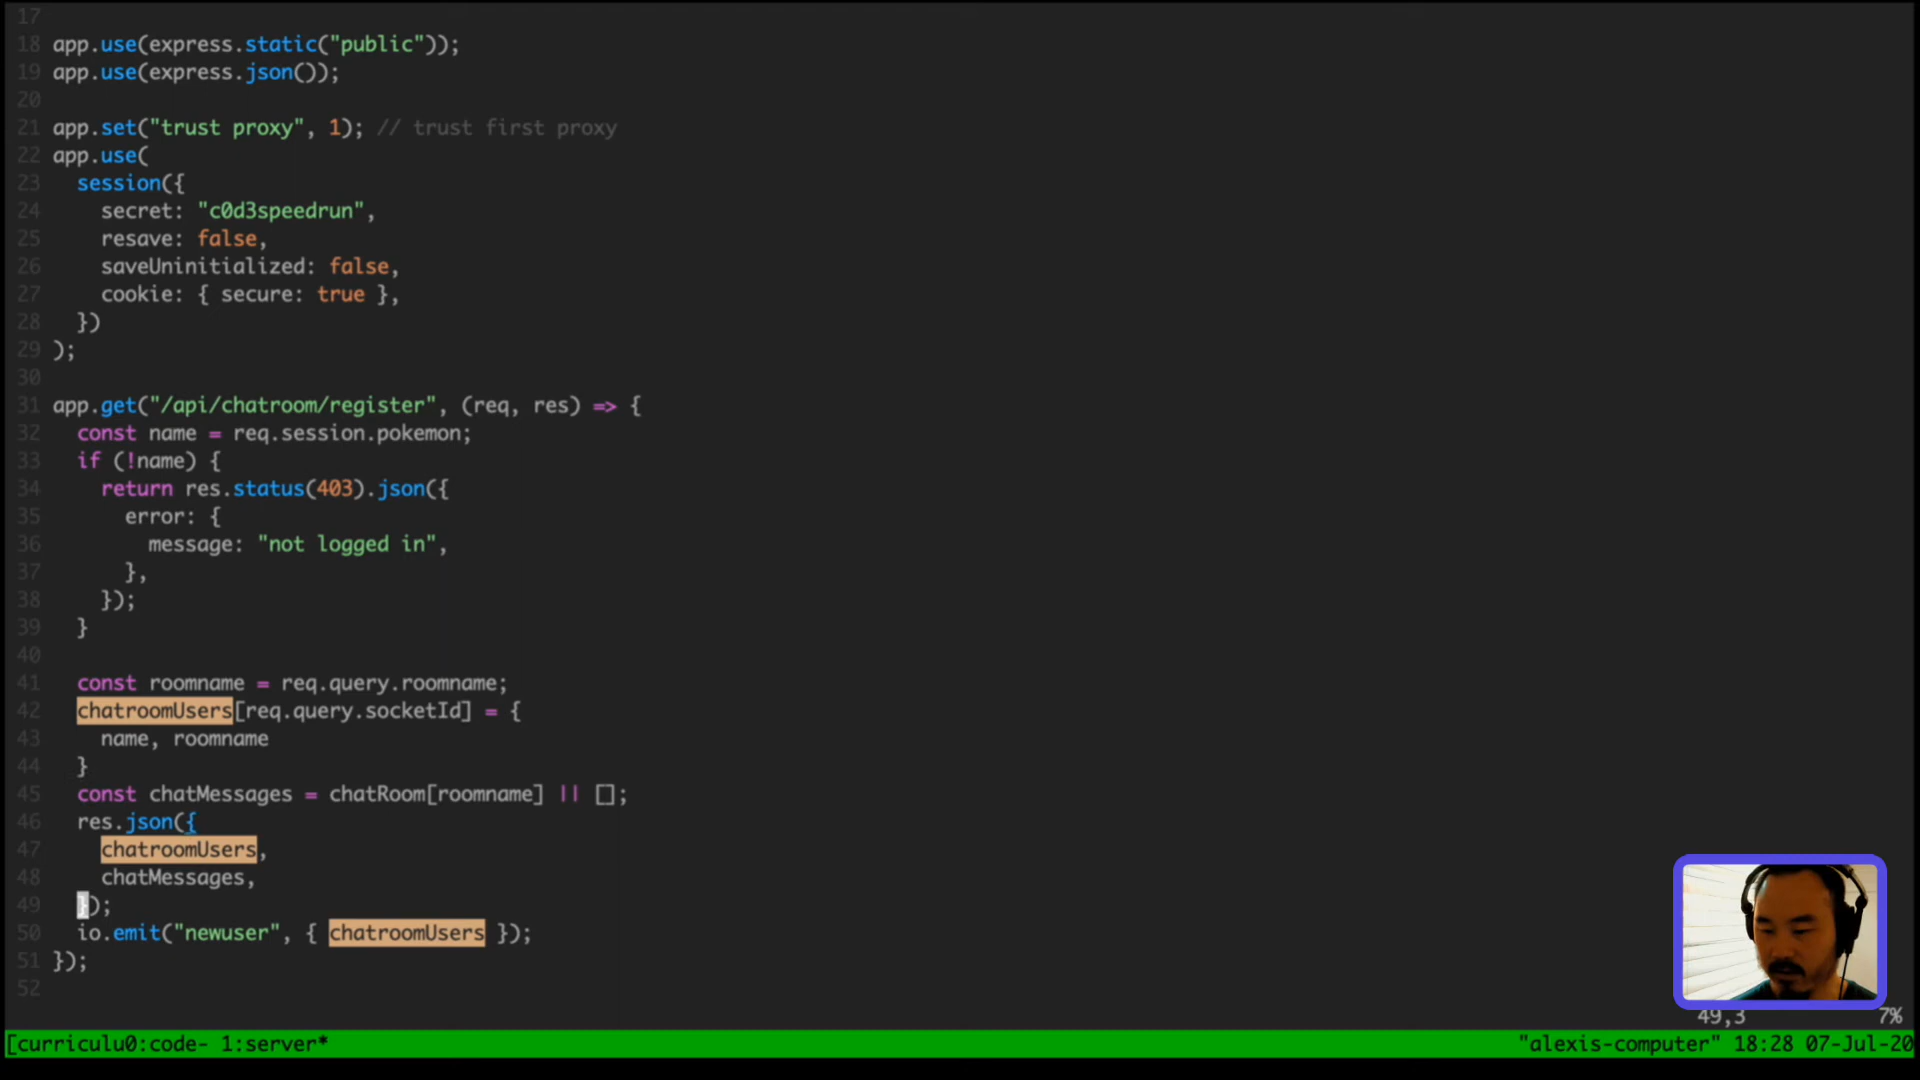 17
18 app.use(express.static("public"));
19 app.use(express.json());
20
21 app.set("trust proxy", 1); // trust first proxy
22 app.use(
23   session({
24     secret: "c0d3speedrun",
25     resave: false,
26     saveUninitialized: false,
27     cookie: { secure: true },
28   })
29 );
30
31 app.get("/api/chatroom/register", (req, res) => {
32   const name = req.session.pokemon;
33   if (!name) {
34     return res.status(403).json({
35       error: {
36         message: "not logged in",
37       },
38     });
39   }
40
41   const roomname = req.query.roomname;
42   chatroomUsers[req.query.socketId] = {
43     name, roomname
44   }
45   const chatMessages = chatRoom[roomname] || [];
46   res.json({
47     chatroomUsers,
48     chatMessages,
49   });
50   io.emit("newuser", { chatroomUsers });
51 });
52
49,3 7%
[curriculu0:code- 1:server* "alexis-computer" 18:28 07-Jul-20